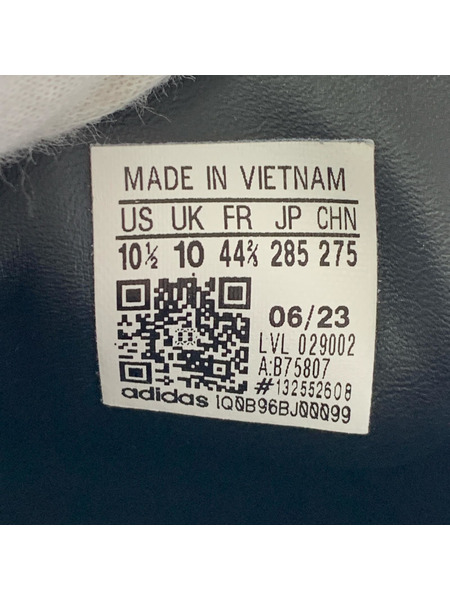 MADE IN VIETNAM
US UK FR JP CHN
10½ 10 44⅔ 285 275
06/23
LVL 029002
A:B75807
#132552608
adidas 1Q0B96BJ00099